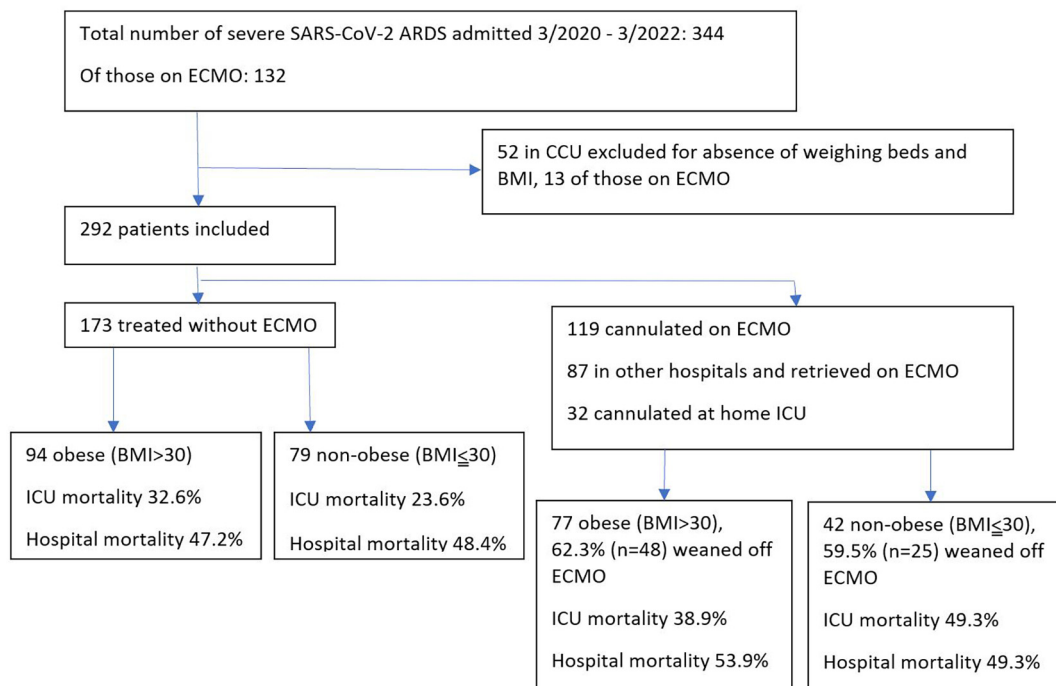 Total number of severe SARS-CoV-2 ARDS admitted 3/2020 - 3/2022: 344
Of those on ECMO: 132
52 in CCU excluded for absence of weighing beds and
BMI, 13 of those on ECMO
292 patients included
173 treated without ECMO
119 cannulated on ECMO
87 in other hospitals and retrieved on ECMO
32 cannulated at home ICU
94 obese (BMI>30)
ICU mortality 32.6%
Hospital mortality 47.2%
79 non-obese (BMI≦30)
ICU mortality 23.6%
Hospital mortality 48.4%
77 obese (BMI>30),
62.3% (n=48) weaned off
ECMO
ICU mortality 38.9%
Hospital mortality 53.9%
42 non-obese (BMI≦30),
59.5% (n=25) weaned off
ECMO
ICU mortality 49.3%
Hospital mortality 49.3%